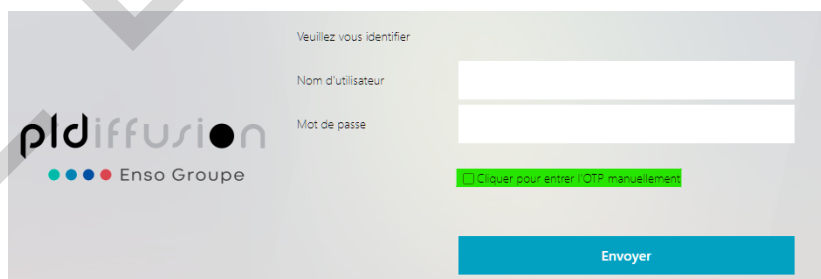 Veuillez vous identifier
Nom d'utilisateur
Mot de passe
pldiffusion
Enso Groupe
Cliquer pour entrer l'OTP manuellement
Envoyer